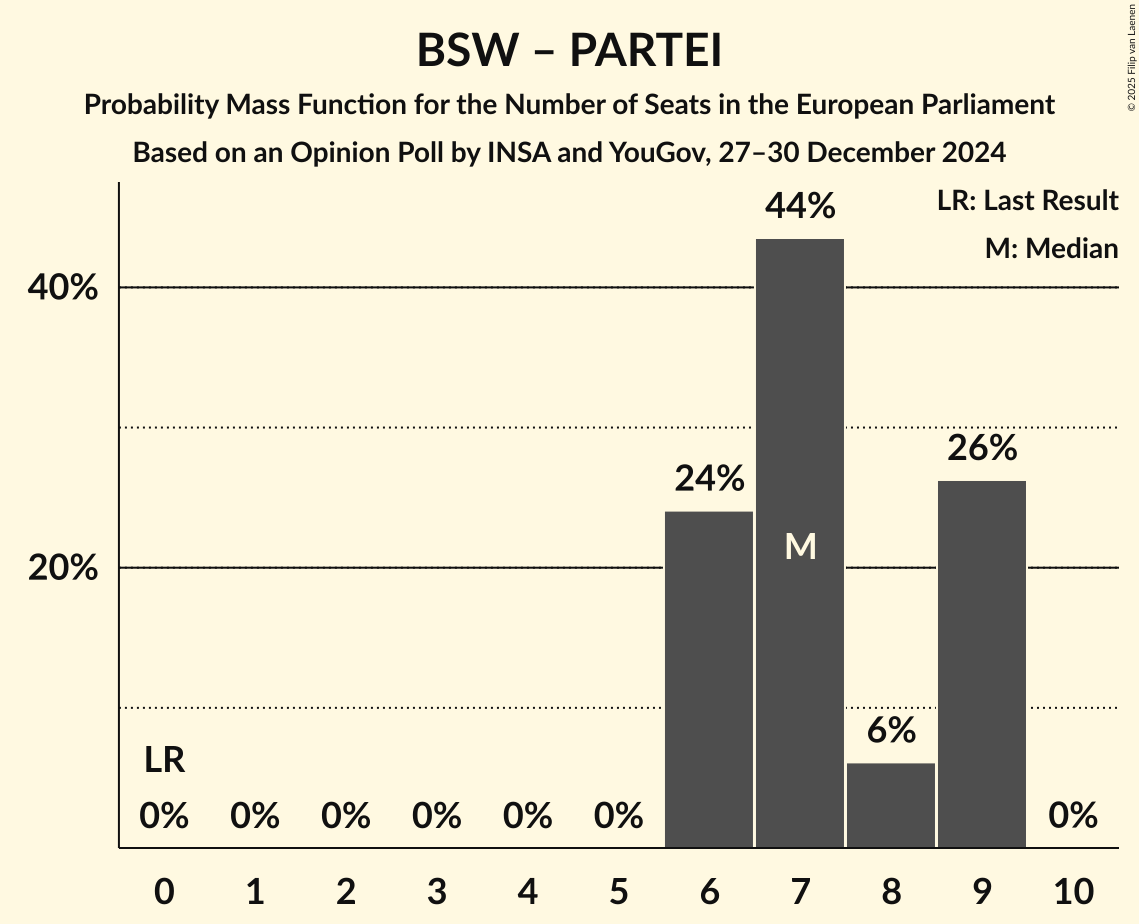 BSW – PARTEI
Probability Mass Function for the Number of Seats in the European Parliament
Based on an Opinion Poll by INSA and YouGov, 27–30 December 2024
© 2025 Filip van Laenen
LR: Last Result
M: Median
44%
40%
26%
24%
M
20%
6%
LR
0% 0% 0% 0% 0% 0% 0%
0 1 2 3 4 5 6 7 8 9 10